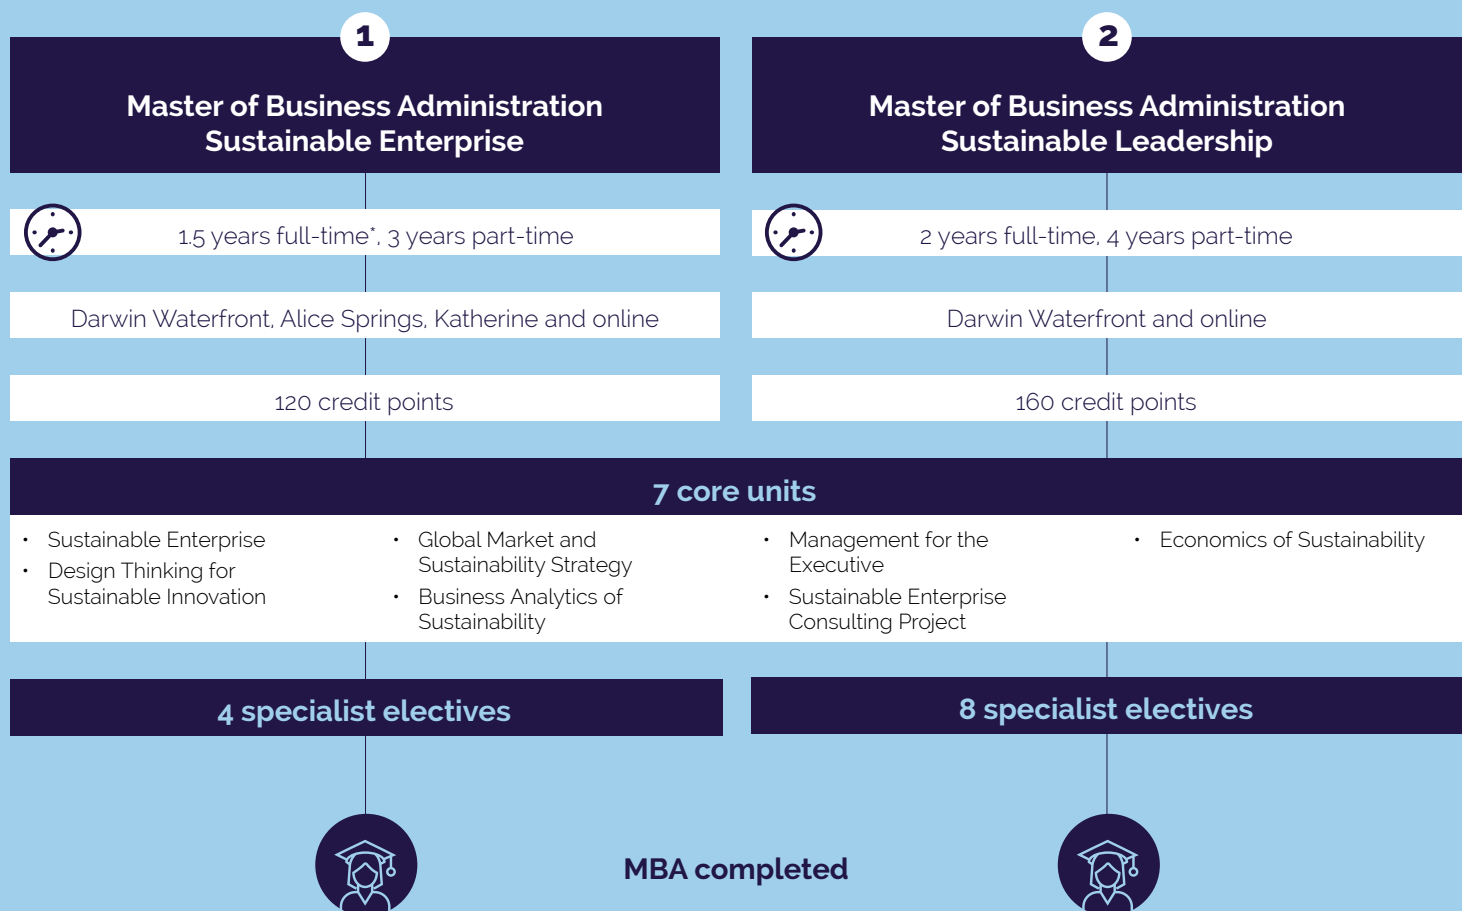 1
Master of Business Administration
Sustainable Enterprise
1.5 years full-time*, 3 years part-time
Darwin Waterfront, Alice Springs, Katherine and online
120 credit points
2
Master of Business Administration
Sustainable Leadership
2 years full-time, 4 years part-time
Darwin Waterfront and online
160 credit points
7 core units
• Sustainable Enterprise
• Design Thinking for
Sustainable Innovation
• Global Market and
Sustainability Strategy
• Business Analytics of
Sustainability
• Management for the
Executive
• Sustainable Enterprise
Consulting Project
• Economics of Sustainability
4 specialist electives
8 specialist electives
MBA completed